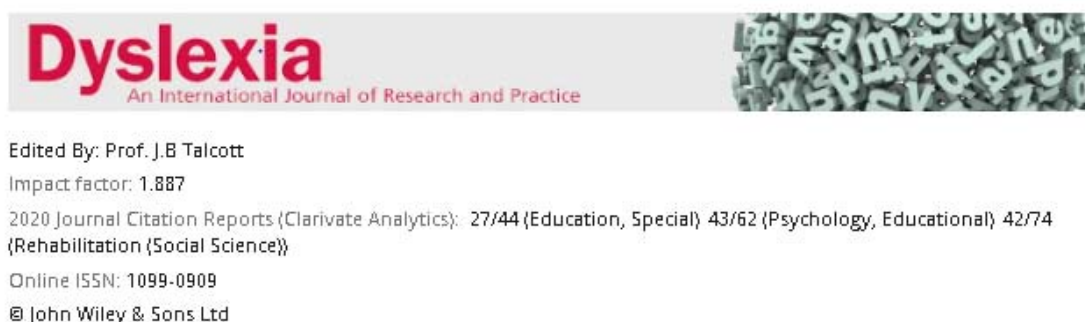 Dyslexia
An International Journal of Research and Practice
Edited By: Prof. J.B Talcott
Impact factor: 1.887
2020 Journal Citation Reports (Clarivate Analytics): 27/44 (Education, Special) 43/62 (Psychology, Educational) 42/74
(Rehabilitation (Social Science))
Online ISSN: 1099-0909
© John Wiley & Sons Ltd